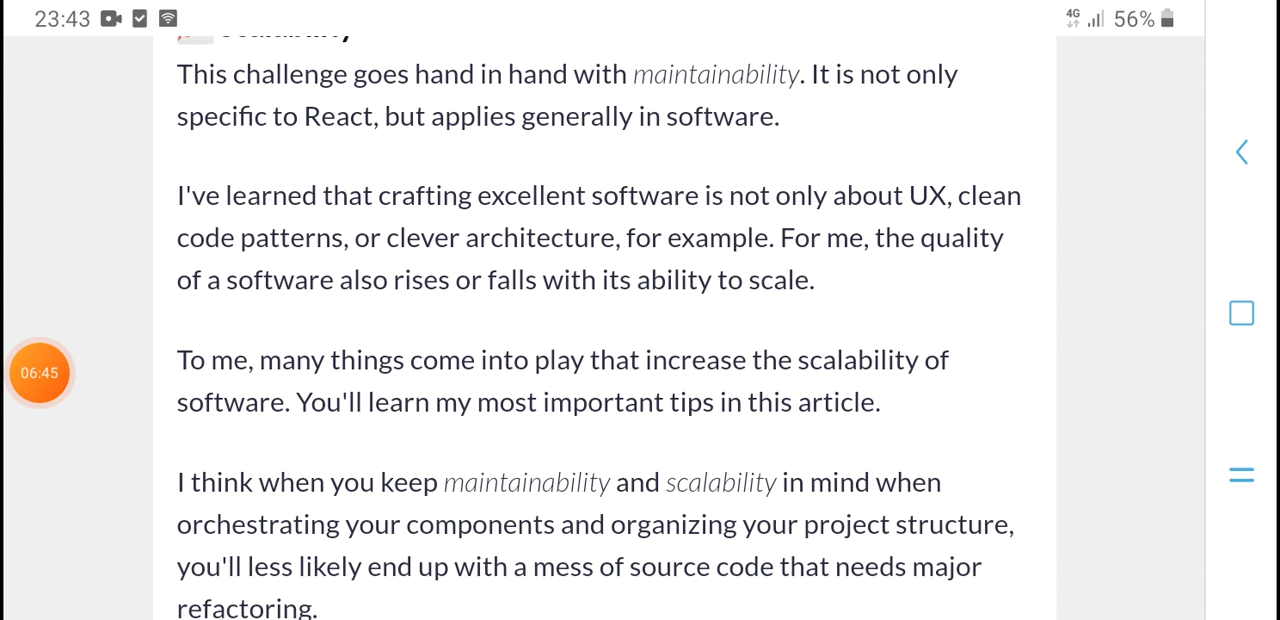 23:43
4G
56%
This challenge goes hand in hand with maintainability. It is not only
specific to React, but applies generally in software.
I've learned that crafting excellent software is not only about UX, clean
code patterns, or clever architecture, for example. For me, the quality
of a software also rises or falls with its ability to scale.
06:45
To me, many things come into play that increase the scalability of
software. You'll learn my most important tips in this article.
I think when you keep maintainability and scalability in mind when
orchestrating your components and organizing your project structure,
you'll less likely end up with a mess of source code that needs major
refactoring.